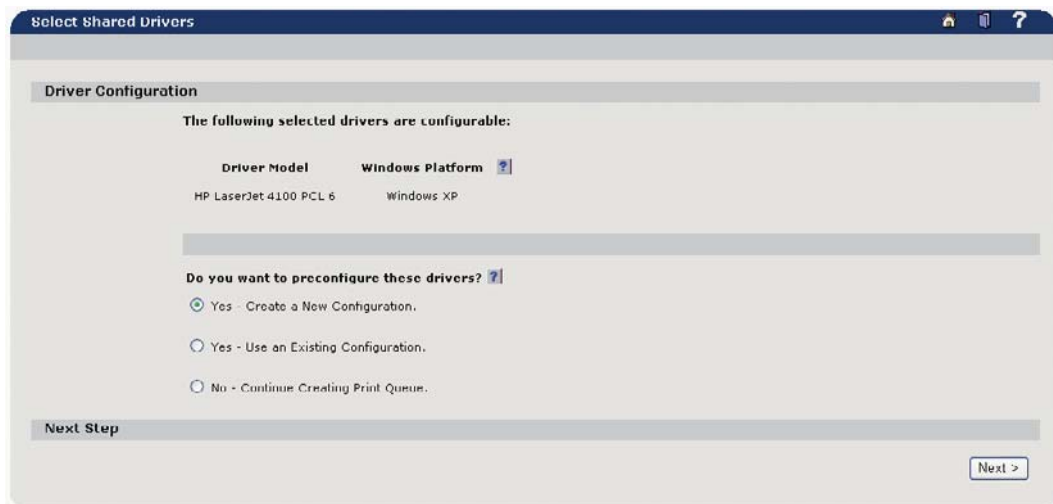 Select Shared Drivers
?
Driver Configuration
The following selected drivers are configurable:
Driver Model Windows Platform ?
HP LaserJet 4100 PCL 6 Windows XP
Do you want to preconfigure these drivers? ?
Yes - Create a New Configuration.
Yes - Use an Existing Configuration.
No - Continue Creating Print Queue.
Next Step
Next >